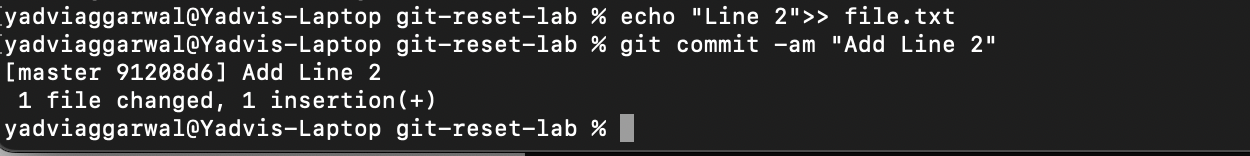 yadviaggarwal@Yadvis-Laptop git-reset-lab % echo "Line 2">> file.txt
yadviaggarwal@Yadvis-Laptop git-reset-lab % git commit -am "Add Line 2"
[master 91208d6] Add Line 2
 1 file changed, 1 insertion(+)
yadviaggarwal@Yadvis-Laptop git-reset-lab %